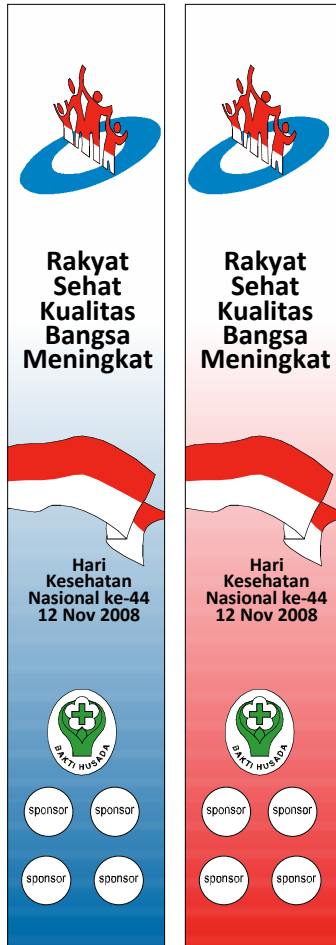 Rakyat
Sehat
Kualitas
Bangsa
Meningkat
Hari
Kesehatan
Nasional ke-44
12 Nov 2008
BAKTI HUSADA
sponsor
sponsor
sponsor
sponsor
Rakyat
Sehat
Kualitas
Bangsa
Meningkat
Hari
Kesehatan
Nasional ke-44
12 Nov 2008
BAKTI HUSADA
sponsor
sponsor
sponsor
sponsor